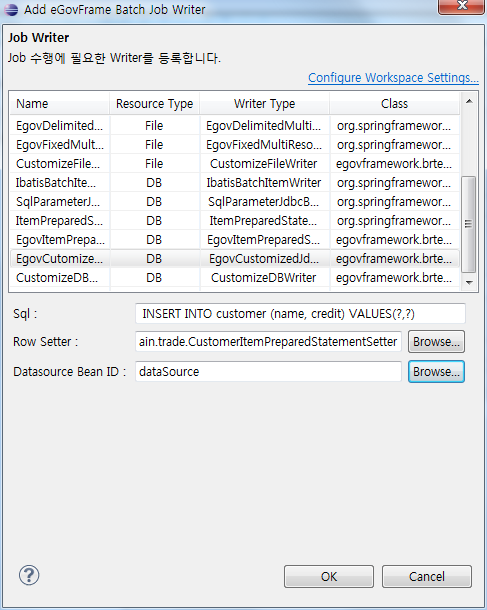 Add eGovFrame Batch Job Writer
Job Writer
Job 수행에 필요한 Writer를 등록합니다.
Configure Workspace Settings...
Name Resource Type Writer Type Class
EgovDelimited... File EgovDelimitedMulti... org.springframewor...
EgovFixedMulti... File EgovFixedMultiReso... org.springframewor...
CustomizeFile... File CustomizeFileWriter egovframework.brte...
IbatisBatchIte... DB IbatisBatchItemWriter org.springframewor...
SqlParameterJ... DB SqlParameterJdbcB... org.springframewor...
ItemPreparedS... DB ItemPreparedState... org.springframewor...
EgovItemPrepa... DB EgovItemPreparedS... egovframework.brte...
EgovCutomize... DB EgovCustomizedJd... egovframework.brte...
CustomizeDB... DB CustomizeDBWriter egovframework.brte...
Sql : INSERT INTO customer (name, credit) VALUES(?,?)
Row Setter : ain.trade.CustomerItemPreparedStatementSetter Browse...
Datasource Bean ID : dataSource Browse...
? OK Cancel